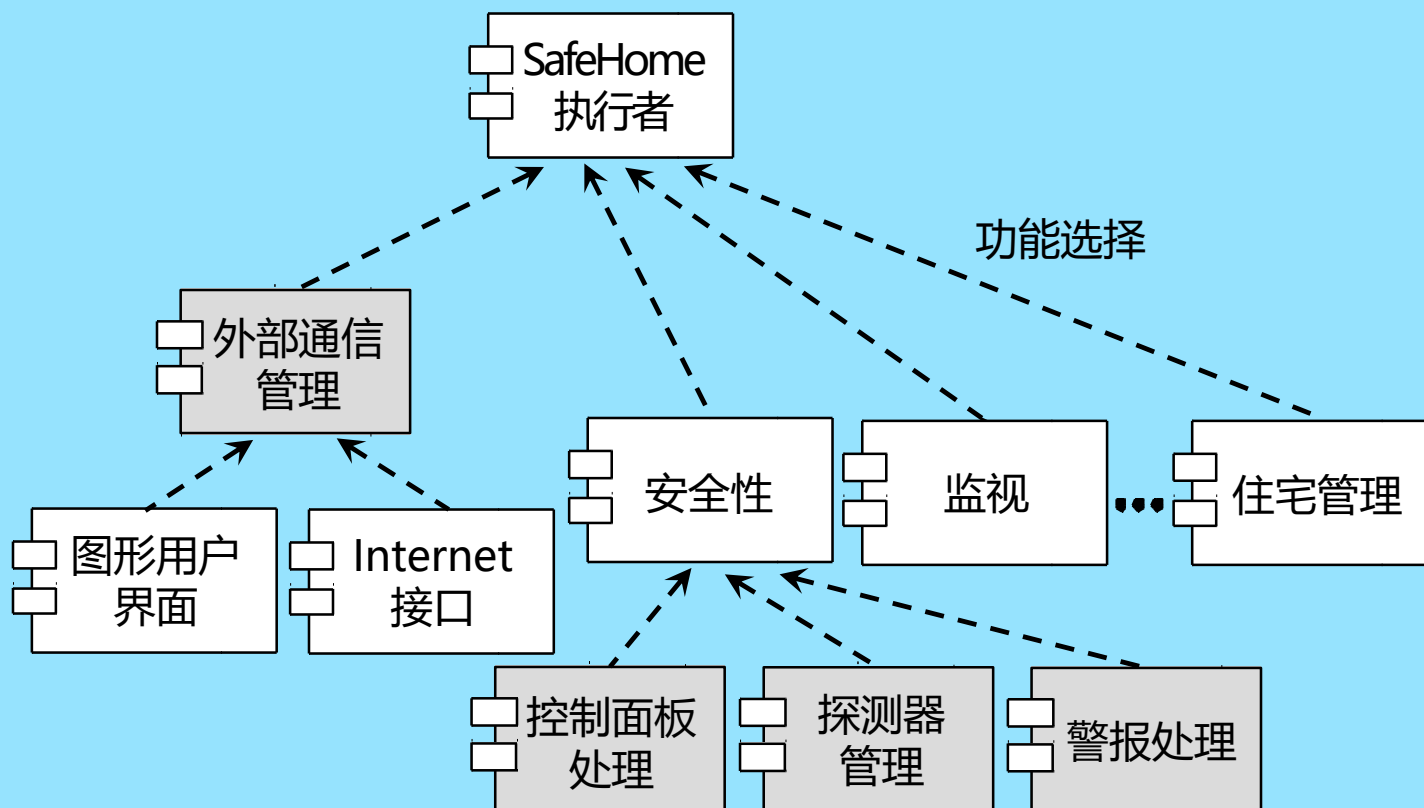 SafeHome
执行者
功能选择
外部通信
管理
安全性
监视
住宅管理
图形用户
界面
Internet
接口
控制面板
处理
探测器
管理
警报处理